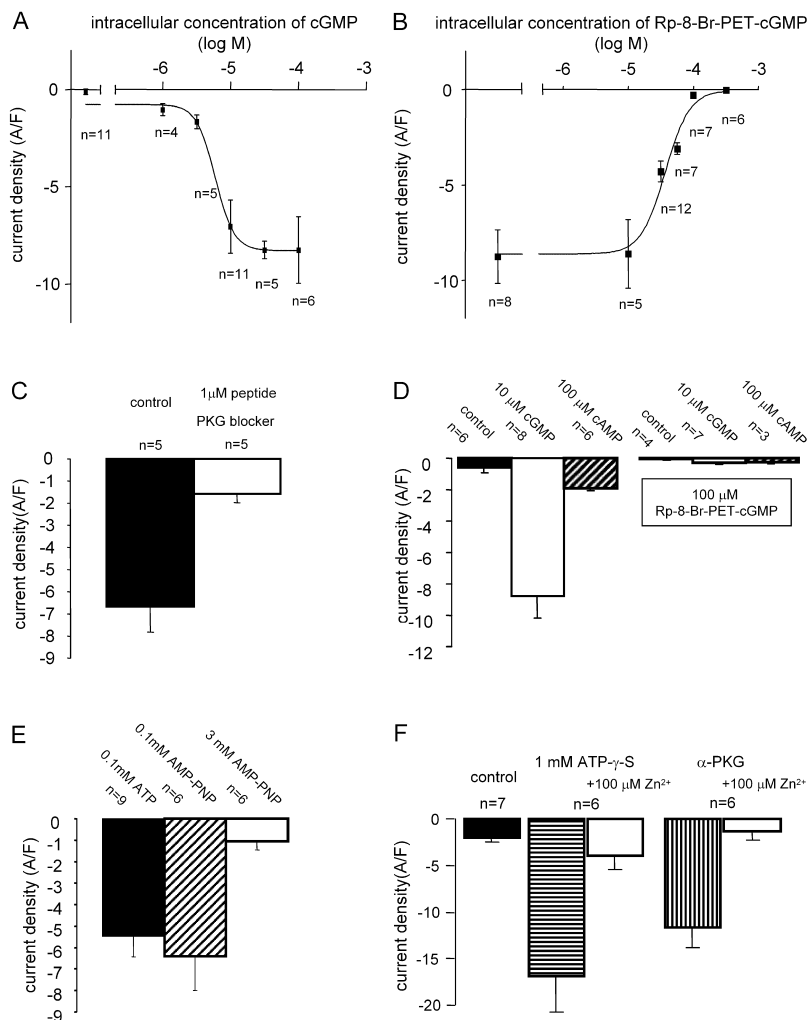 A
intracellular concentration of cGMP
(log M)
-6
-5
-4
-3
0
-5
-10
current density (A/F)
n=11
n=4
n=5
n=11
n=5
n=6
B
intracellular concentration of Rp-8-Br-PET-cGMP
(log M)
-6
-5
-4
-3
0
-5
-10
current density (A/F)
n=8
n=5
n=12
n=7
n=7
n=6
C
control
1μM peptide
PKG blocker
n=5
n=5
0
-1
-2
-3
-4
-5
-6
-7
-8
-9
current density(A/F)
D
control
n=6
10 μM cGMP
n=8
100 μM cAMP
n=6
control
n=4
10 μM cGMP
n=7
100 μM cAMP
n=3
0
-2
-4
-6
-8
-10
-12
current density (A/F)
100 μM
Rp-8-Br-PET-cGMP
E
0.1mM ATP
n=9
0.1mM AMP-PNP
n=6
3 mM AMP-PNP
n=6
0
-1
-2
-3
-4
-5
-6
-7
-8
-9
current density (A/F)
F
control
n=7
1 mM ATP-γ-S
+100 μM Zn2+
n=6
α-PKG
+100 μM Zn2+
n=6
0
-5
-10
-15
-20
current density(A/F)